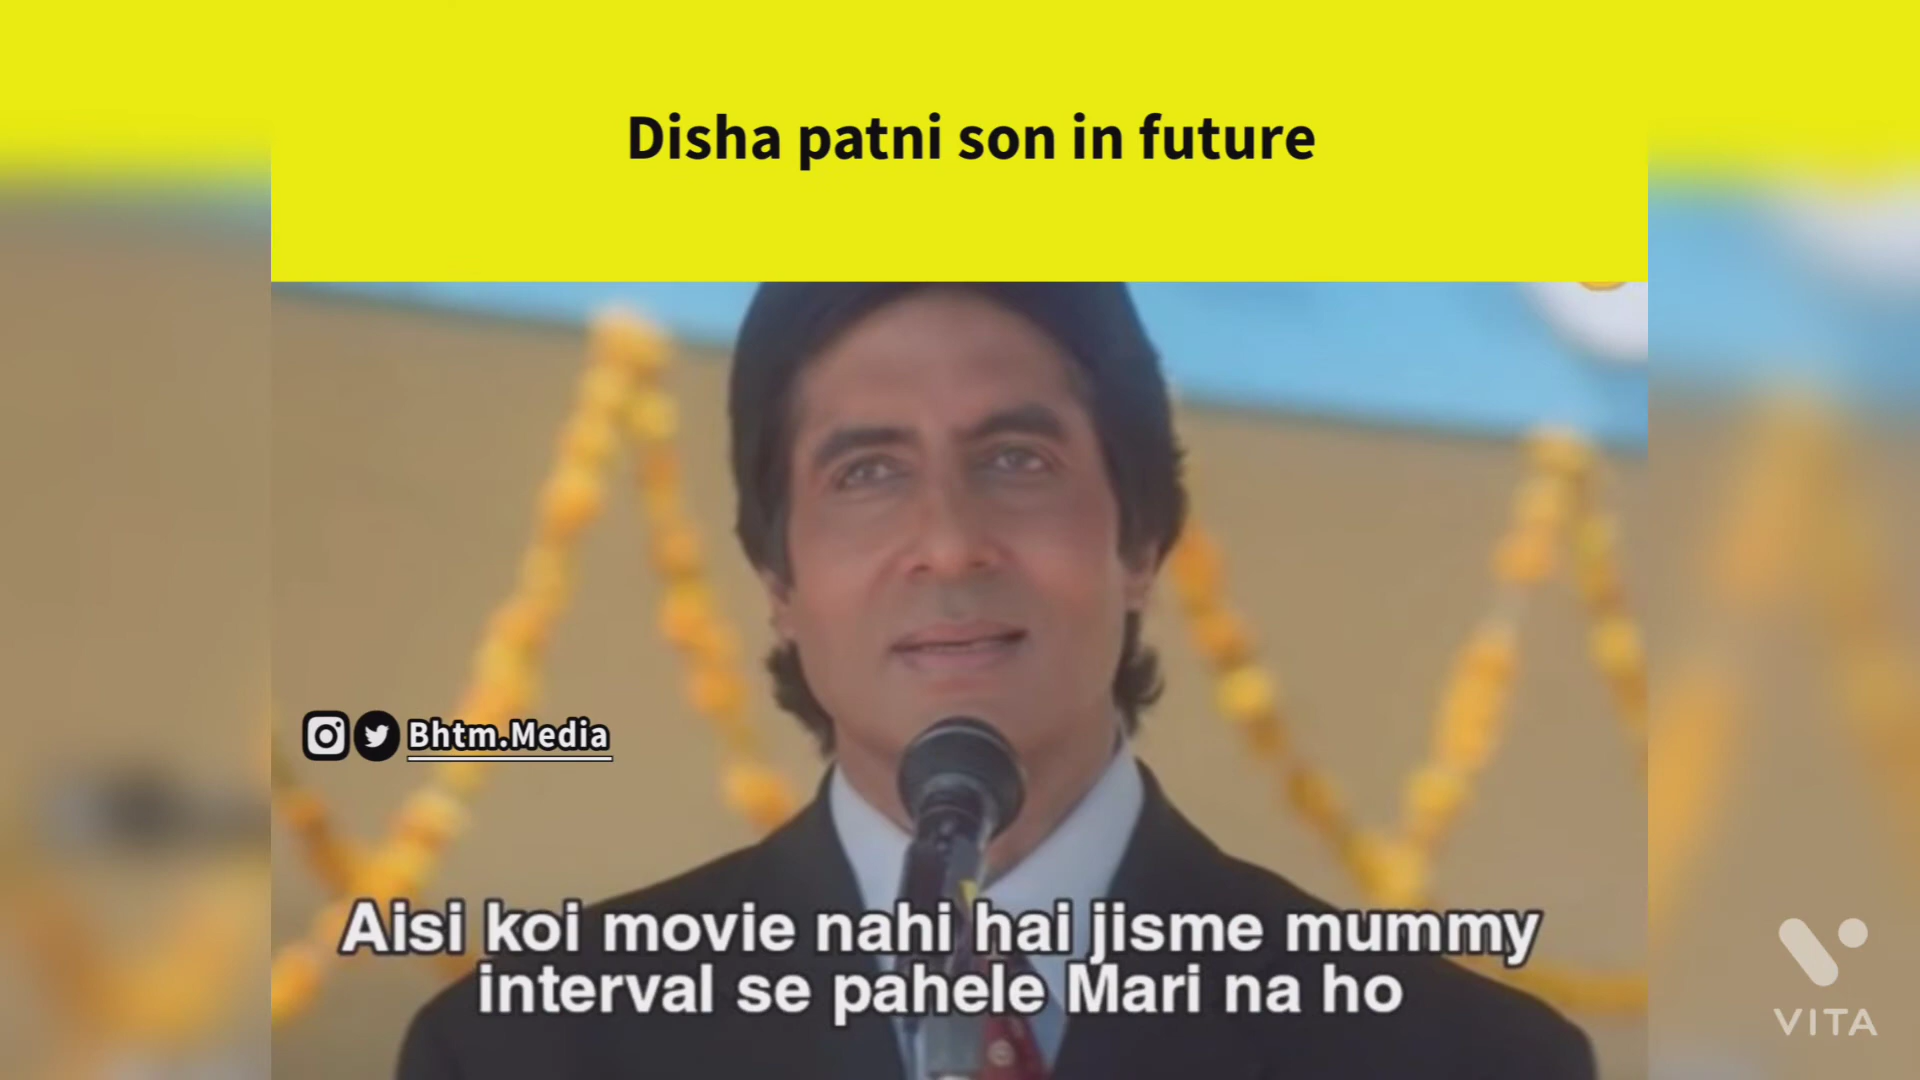 Disha patni son in future
Bhtm.Media
Aisi koi movie nahi hai jisme mummy
interval se pahele Mari na ho
VITA